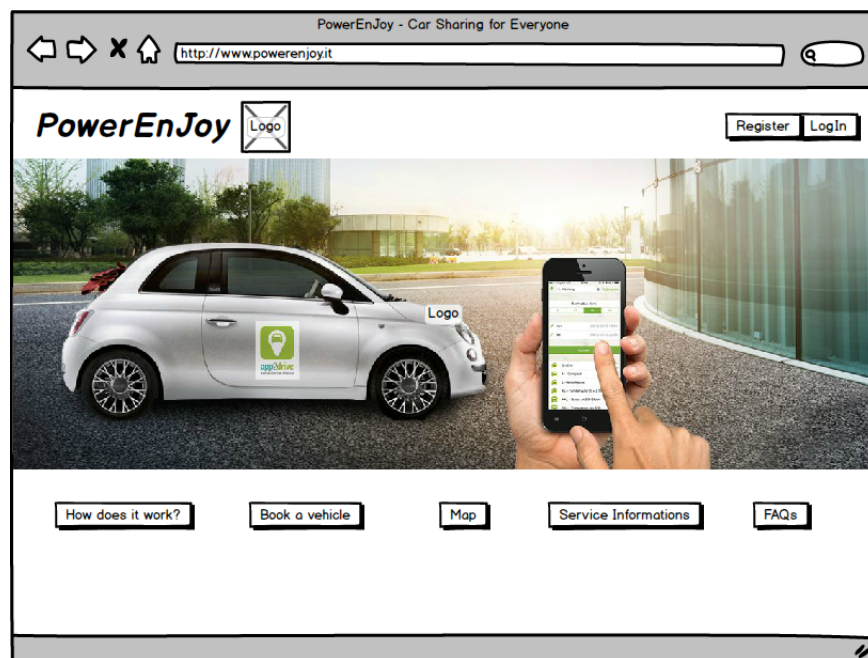 PowerEnJoy - Car Sharing for Everyone
http://www.powerenjoy.it
PowerEnJoy
Logo
Register
LogIn
Logo
app2drive
How does it work?
Book a vehicle
Map
Service Informations
FAQs